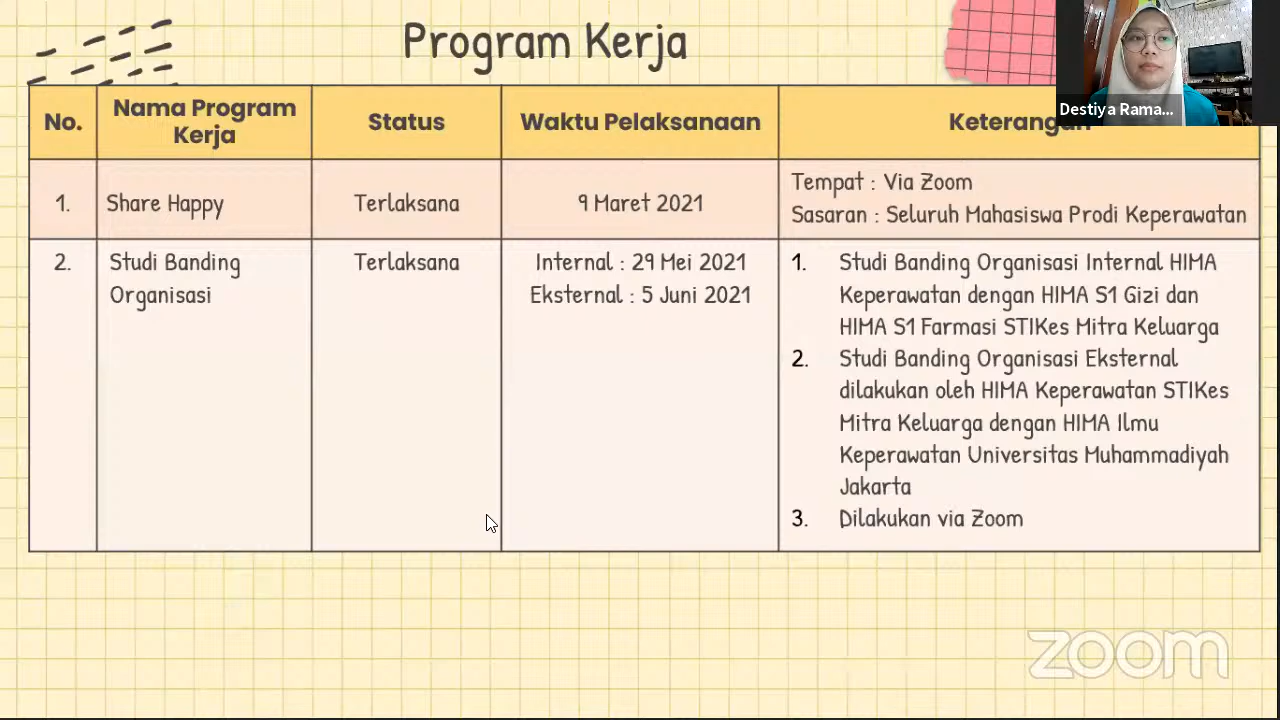 Program Kerja
Destiya Rama...
No.
Nama Program
Kerja
Status
Waktu Pelaksanaan
Keterangan
1.
Share Happy
Terlaksana
9 Maret 2021
Tempat : Via Zoom
Sasaran : Seluruh Mahasiswa Prodi Keperawatan
2.
Studi Banding
Organisasi
Terlaksana
Internal : 29 Mei 2021
Eksternal : 5 Juni 2021
1. Studi Banding Organisasi Internal HIMA
Keperawatan dengan HIMA S1 Gizi dan
HIMA S1 Farmasi STIKes Mitra Keluarga
2. Studi Banding Organisasi Eksternal
dilakukan oleh HIMA Keperawatan STIKes
Mitra Keluarga dengan HIMA Ilmu
Keperawatan Universitas Muhammadiyah
Jakarta
3. Dilakukan via Zoom
zoom